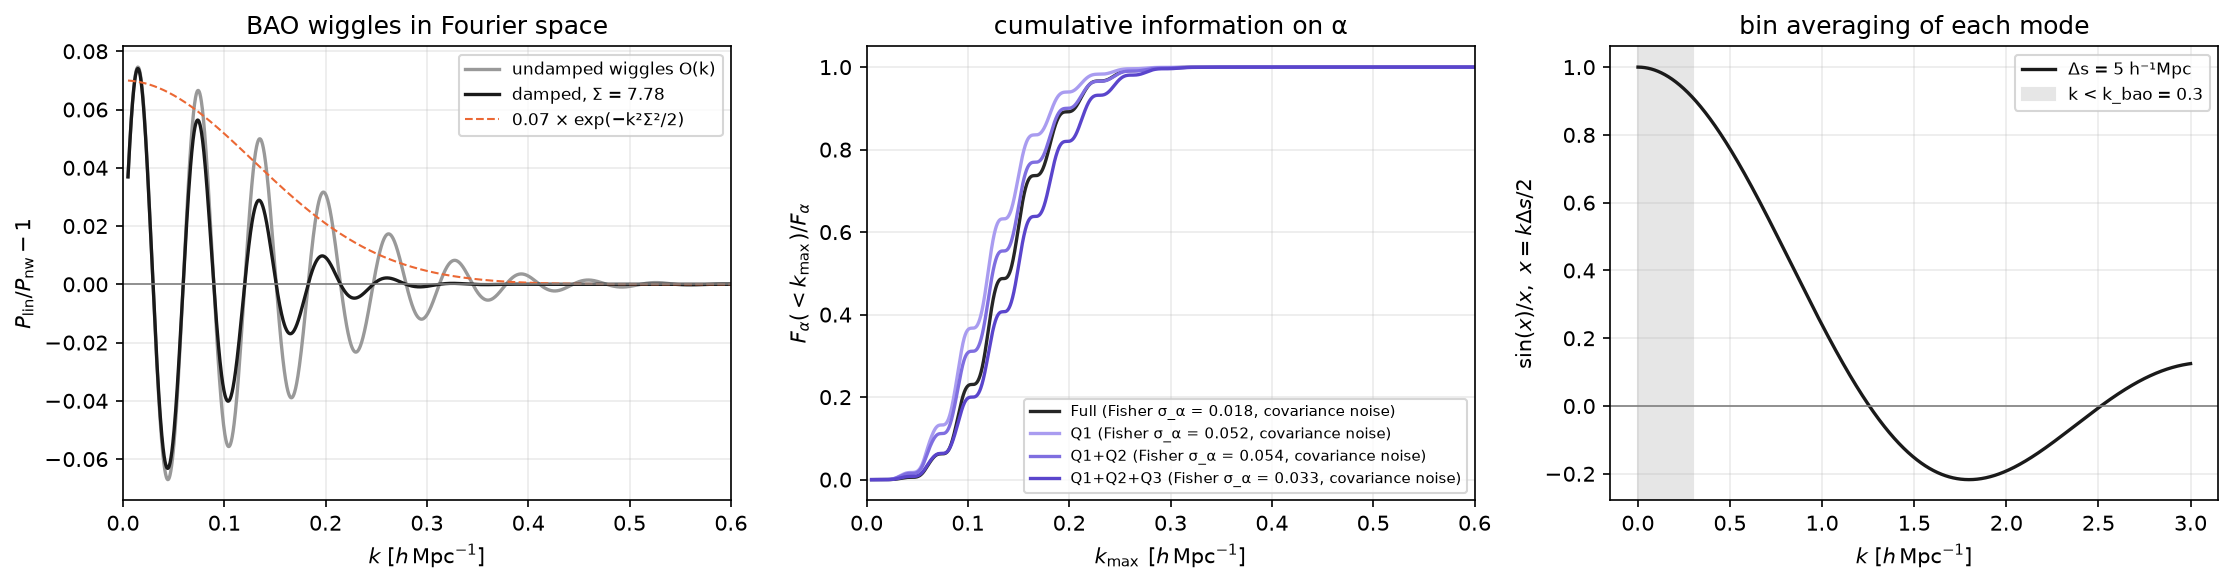 BAO wiggles in Fourier space
0.08
0.06
0.04
0.02
0.00
−0.02
−0.04
−0.06
P_lin/P_nw − 1
undamped wiggles O(k)
damped, Σ = 7.78
0.07 × exp(−k²Σ²/2)
0.0 0.1 0.2 0.3 0.4 0.5 0.6
k [h Mpc⁻¹]
cumulative information on α
1.0
0.8
0.6
0.4
0.2
0.0
F_α(< k_max)/F_α
Full (Fisher σ_α = 0.018, covariance noise)
Q1 (Fisher σ_α = 0.052, covariance noise)
Q1+Q2 (Fisher σ_α = 0.054, covariance noise)
Q1+Q2+Q3 (Fisher σ_α = 0.033, covariance noise)
0.0 0.1 0.2 0.3 0.4 0.5 0.6
k_max [h Mpc⁻¹]
bin averaging of each mode
1.0
0.8
0.6
0.4
0.2
0.0
−0.2
sin(x)/x, x = kΔs/2
Δs = 5 h⁻¹Mpc
k < k_bao = 0.3
0.0 0.5 1.0 1.5 2.0 2.5 3.0
k [h Mpc⁻¹]